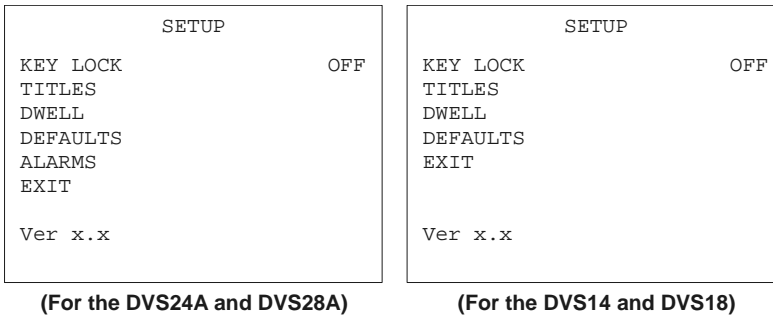 SETUP
KEY LOCK OFF
TITLES
DWELL
DEFAULTS
ALARMS
EXIT
Ver x.x
(For the DVS24A and DVS28A)
SETUP
KEY LOCK OFF
TITLES
DWELL
DEFAULTS
EXIT
Ver x.x
(For the DVS14 and DVS18)